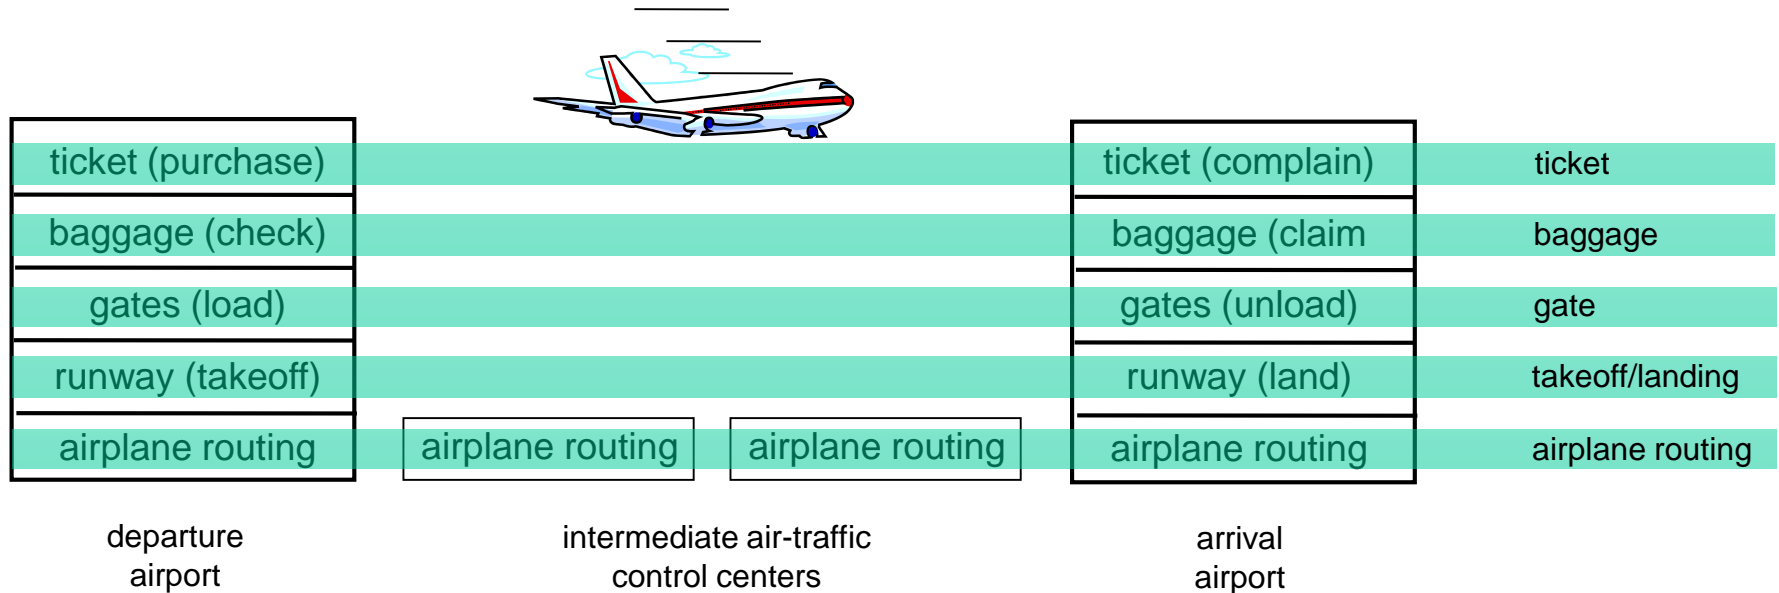 ticket (purchase)
ticket (complain)
ticket
baggage (check)
baggage (claim
baggage
gates (load)
gates (unload)
gate
runway (takeoff)
runway (land)
takeoff/landing
airplane routing
airplane routing
airplane routing
airplane routing
airplane routing
departure
airport
intermediate air-traffic
control centers
arrival
airport